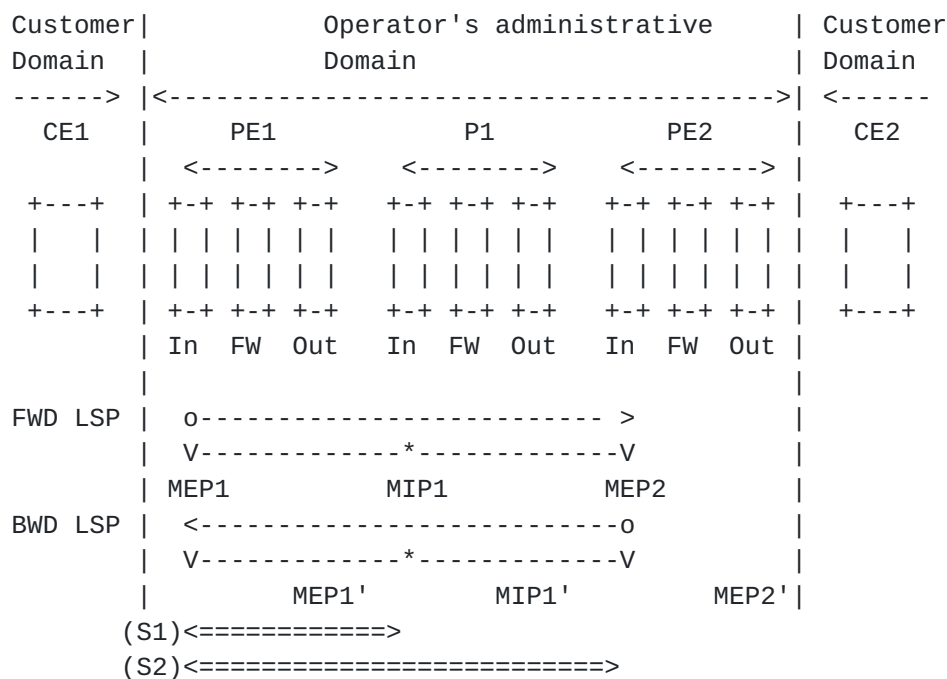 Customer|          Operator's administrative      | Customer
Domain  |          Domain                         | Domain
------> |<--------------------------------------->| <------
  CE1   |     PE1            P1            PE2    |   CE2
        |  <-------->    <-------->    <-------->  |
 +---+  | +-+ +-+ +-+   +-+ +-+ +-+   +-+ +-+ +-+ |  +---+
 |   |  | | | | | | |   | | | | | |   | | | | | | |  |   |
 |   |  | | | | | | |   | | | | | |   | | | | | | |  |   |
 +---+  | +-+ +-+ +-+   +-+ +-+ +-+   +-+ +-+ +-+ |  +---+
        | In  FW  Out   In  FW  Out   In  FW  Out |
        |                                         |
FWD LSP |  o-------------------------- >          |
        |  V-------------*-------------V          |
        | MEP1          MIP1          MEP2        |
BWD LSP |  <---------------------------o          |
        |  V-------------*-------------V          |
        |         MEP1'        MIP1'         MEP2'|
       (S1)<============>
       (S2)<==========================>